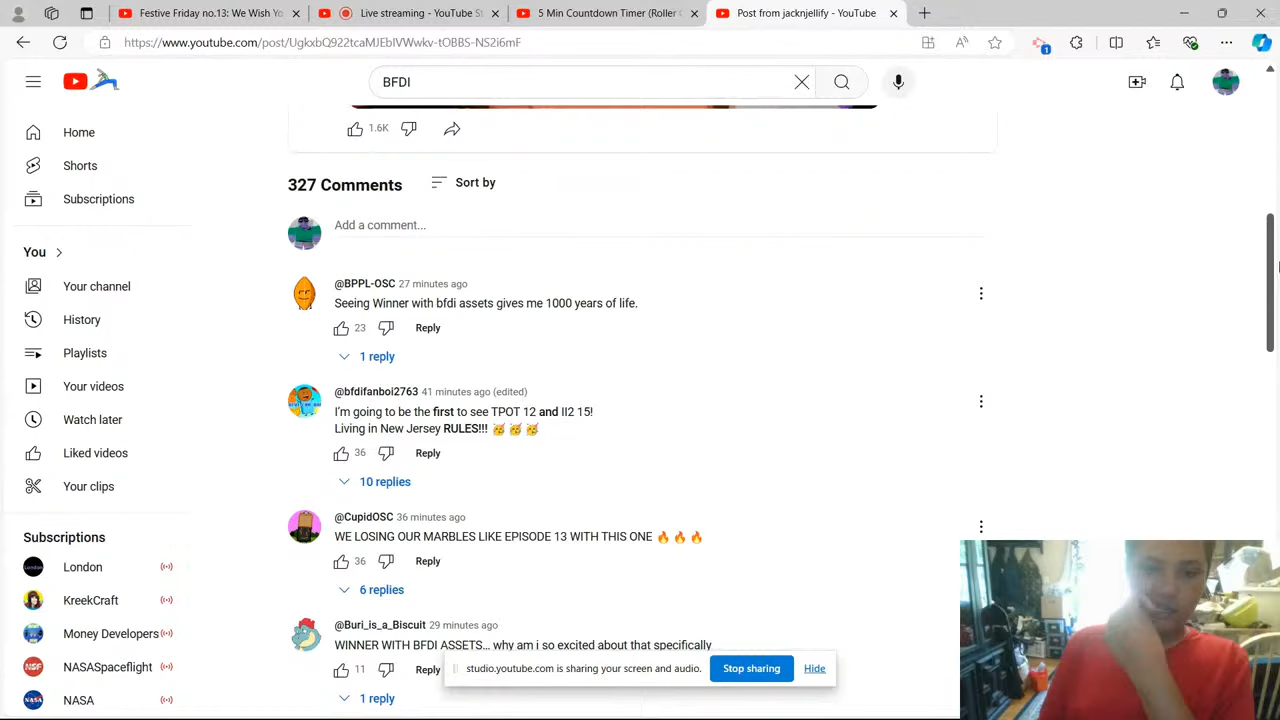 Festive Friday no.13: We Wish Yo
Live streaming - YouTube St
5 Min Countdown Timer (Roller C
Post from jacknjellify - YouTube
https://www.youtube.com/post/UgkxbQ922tcaMJEbIVWwkv-tOBBS-NS2i6mF
1
BFDI
Home
Shorts
Subscriptions
You
Your channel
History
Playlists
Your videos
Watch later
Liked videos
Your clips
Subscriptions
London
KreekCraft
Money Developers
NASASpaceflight
NASA
1.6K
327 Comments
Sort by
Add a comment...
@BPPL-OSC 27 minutes ago
Seeing Winner with bfdi assets gives me 1000 years of life.
23 Reply
1 reply
@bfdifanboi2763 41 minutes ago (edited)
I'm going to be the first to see TPOT 12 and II2 15!
Living in New Jersey RULES!!! 🥳 🥳 🥳
36 Reply
10 replies
@CupidOSC 36 minutes ago
WE LOSING OUR MARBLES LIKE EPISODE 13 WITH THIS ONE 🔥 🔥 🔥
36 Reply
6 replies
@Buri_is_a_Biscuit 29 minutes ago
WINNER WITH BFDI ASSETS... why am i so excited about that specifically
11 Reply
1 reply
studio.youtube.com is sharing your screen and audio.
Stop sharing
Hide